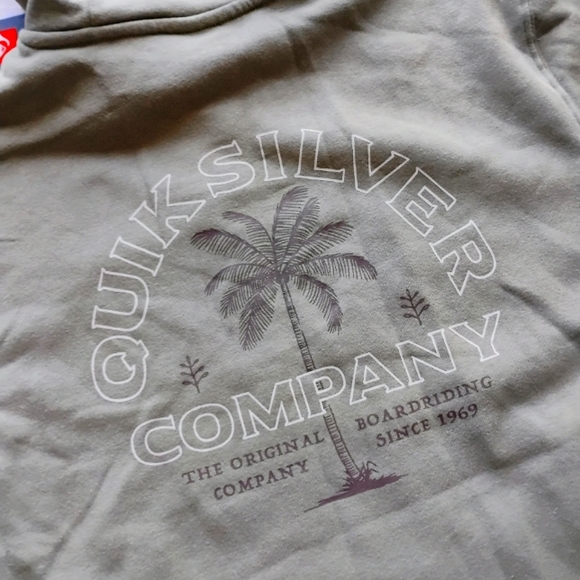 QUIKSILVER
COMPANY
THE ORIGINAL BOARDRIDING
COMPANY SINCE 1969